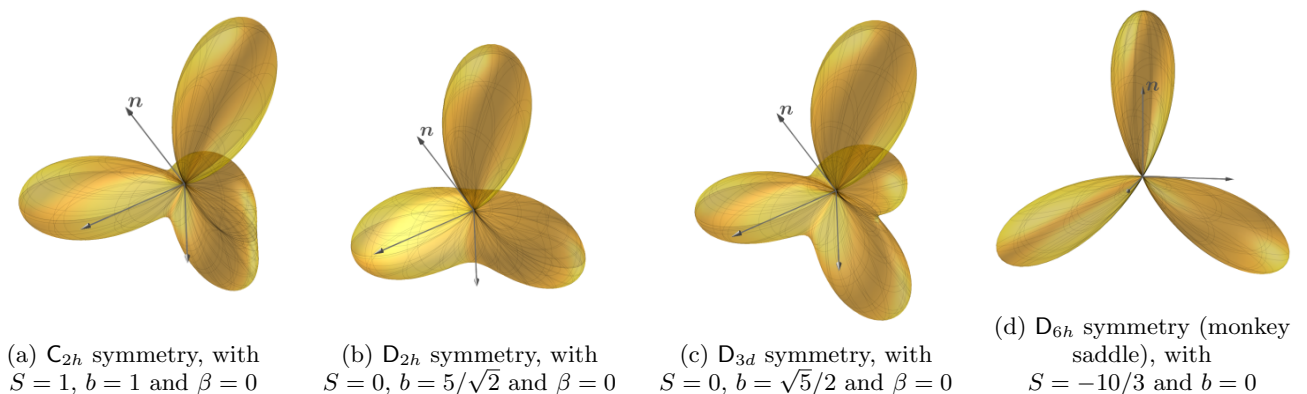 n
n
n
n
(a) C₂ₕ symmetry, with
S = 1, b = 1 and β = 0
(b) D₂ₕ symmetry, with
S = 0, b = 5/√2 and β = 0
(c) D₃d symmetry, with
S = 0, b = √5/2 and β = 0
(d) D₆ₕ symmetry (monkey
saddle), with
S = −10/3 and b = 0